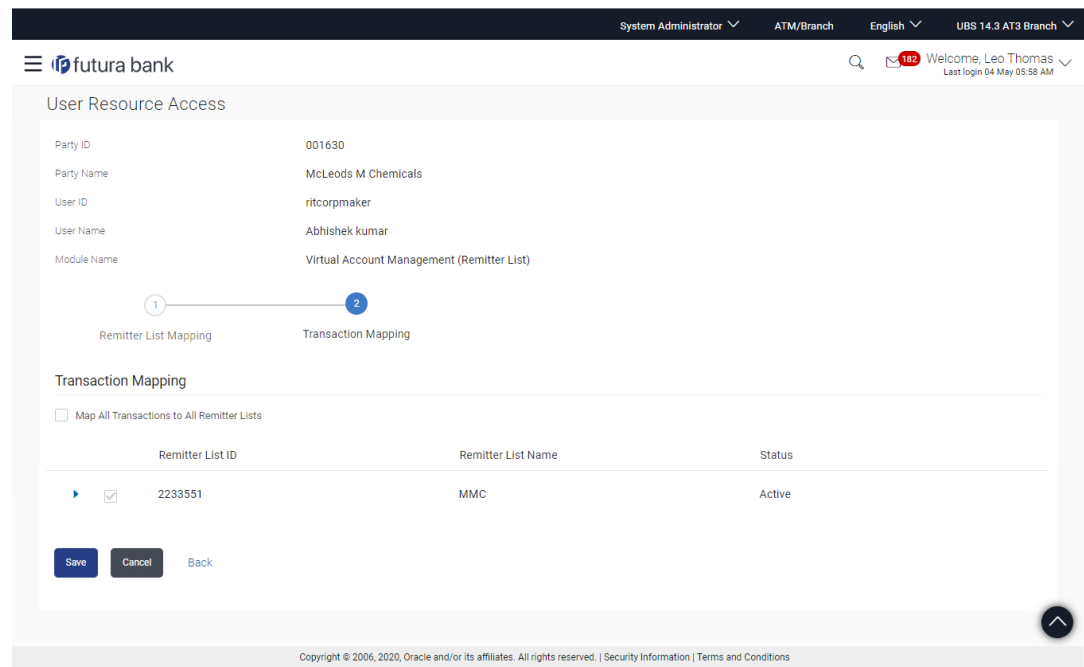 System Administrator ATM/Branch English UBS 14.3 AT3 Branch
futura bank 182 Welcome, Leo Thomas
Last login 04 May 05:58 AM
User Resource Access
Party ID 001630
Party Name McLeods M Chemicals
User ID ritcorpmaker
User Name Abhishek kumar
Module Name Virtual Account Management (Remitter List)
1 2
Remitter List Mapping Transaction Mapping
Transaction Mapping
Map All Transactions to All Remitter Lists
Remitter List ID Remitter List Name Status
2233551 MMC Active
Save Cancel Back
Copyright © 2006, 2020, Oracle and/or its affiliates. All rights reserved. | Security Information | Terms and Conditions